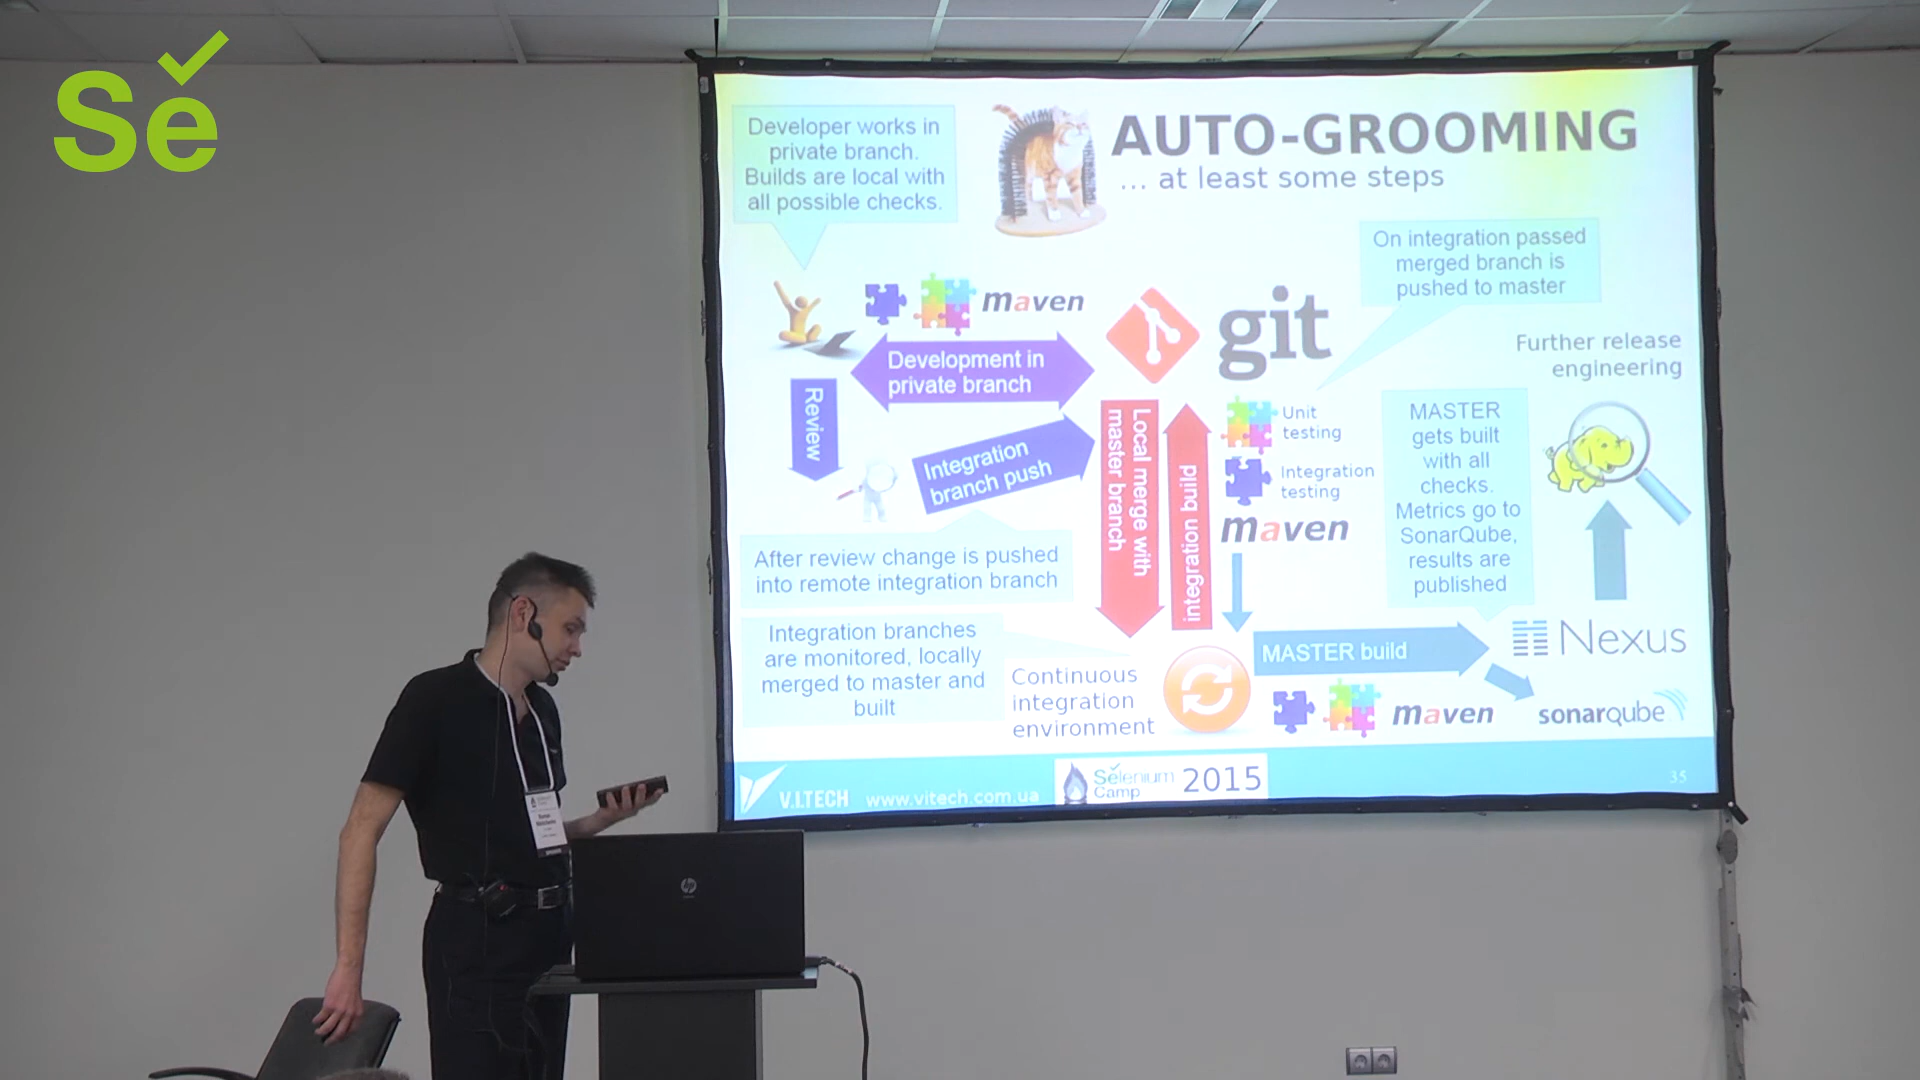 Se
Developer works in
private branch.
Builds are local with
all possible checks.
AUTO-GROOMING
... at least some steps
On integration passed
merged branch is
pushed to master
maven
git
Development in
private branch
Further release
engineering
Review
Integration
branch push
Local merge with
master branch
integration build
Unit
testing
Integration
testing
maven
MASTER
gets built
with all
checks.
Metrics go to
SonarQube,
results are
published
After review change is pushed
into remote integration branch
Integration branches
are monitored, locally
merged to master and
built
Continuous
integration
environment
MASTER build
Nexus
maven
sonarqube
V.I.TECH
www.vitech.com.ua
Selenium
Camp
2015
35
hp